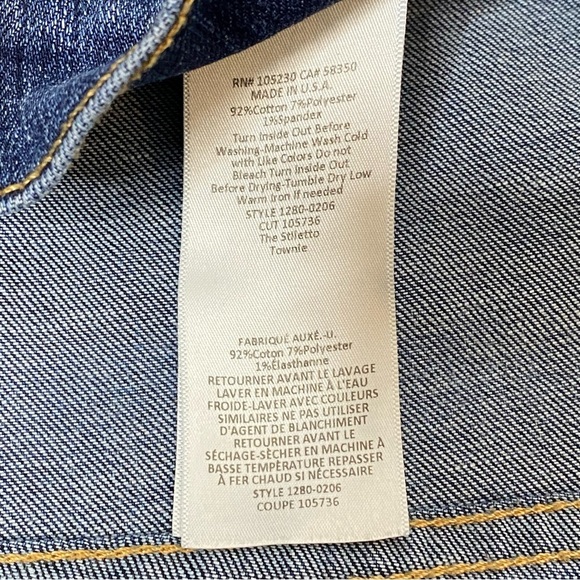 RN# 105230 CA# 58350
MADE IN U.S.A.
92%Cotton 7%Polyester
1%Spandex
Turn Inside Out Before
Washing-Machine Wash Cold
with Like Colors Do not
Bleach Turn Inside Out
Before Drying-Tumble Dry Low
Warm Iron If needed
STYLE 1280-0206
CUT 105736
The Stiletto
Townie
FABRIQUÉ AUXÉ.-U.
92%Coton 7%Polyester
1%Élasthanne
RETOURNER AVANT LE LAVAGE
LAVER EN MACHINE À L'EAU
FROIDE-LAVER AVEC COULEURS
SIMILAIRES NE PAS UTILISER
D'AGENT DE BLANCHIMENT
RETOURNER AVANT LE
SÉCHAGE-SÈCHER EN MACHINE À
BASSE TEMPÈRATURE REPASSER
À FER CHAUD SI NÈCESSAIRE
STYLE 1280-0206
COUPE 105736